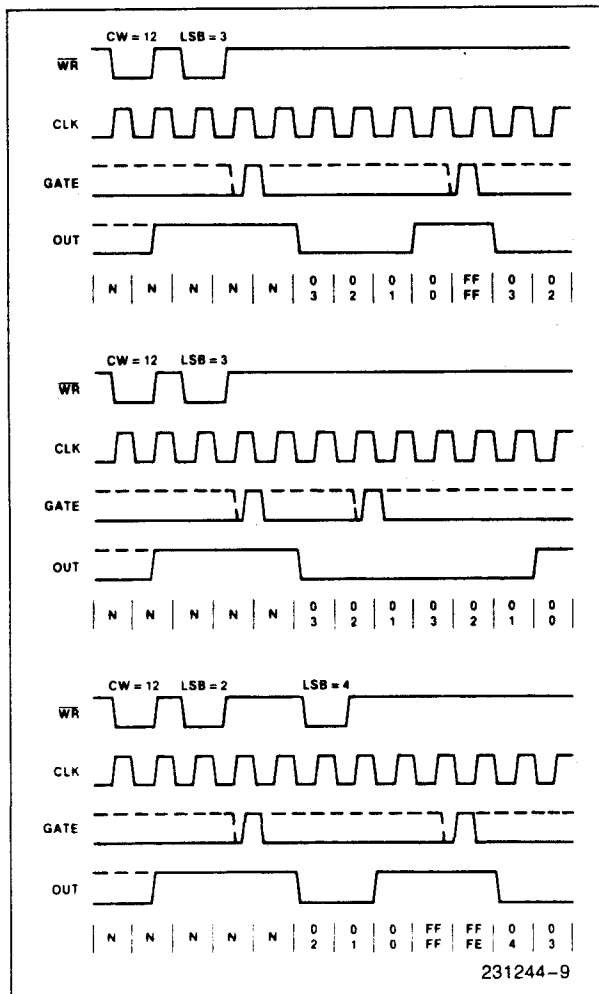 CW = 12 LSB = 3
WR
CLK
GATE
OUT
| N | N | N | N | N | 0 | 0 | 0 | 0 | FF | 0 | 0
3 | 2 | 1 | 0 | FF | 3 | 2
CW = 12 LSB = 3
WR
CLK
GATE
OUT
| N | N | N | N | N | 0 | 0 | 0 | 0 | 0 | 0 | 0
3 | 2 | 1 | 3 | 2 | 1 | 0
CW = 12 LSB = 2 LSB = 4
WR
CLK
GATE
OUT
| N | N | N | N | N | 0 | 0 | 0 | FF | FF | 0 | 0
2 | 1 | 0 | FF | FE | 4 | 3
231244-9